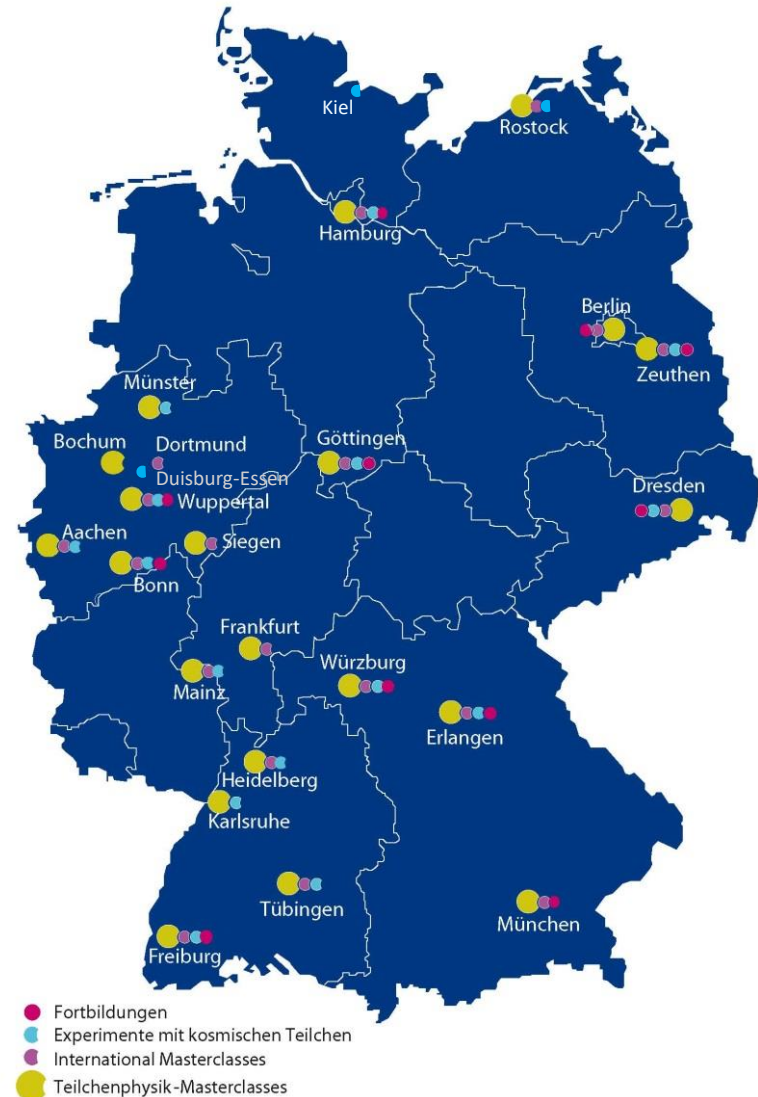 Kiel
Rostock
Hamburg
Berlin
Zeuthen
Münster
Bochum
Dortmund
Göttingen
Duisburg-Essen
Wuppertal
Dresden
Aachen
Siegen
Bonn
Frankfurt
Würzburg
Mainz
Erlangen
Heidelberg
Karlsruhe
Tübingen
München
Freiburg
Fortbildungen
Experimente mit kosmischen Teilchen
International Masterclasses
Teilchenphysik-Masterclasses